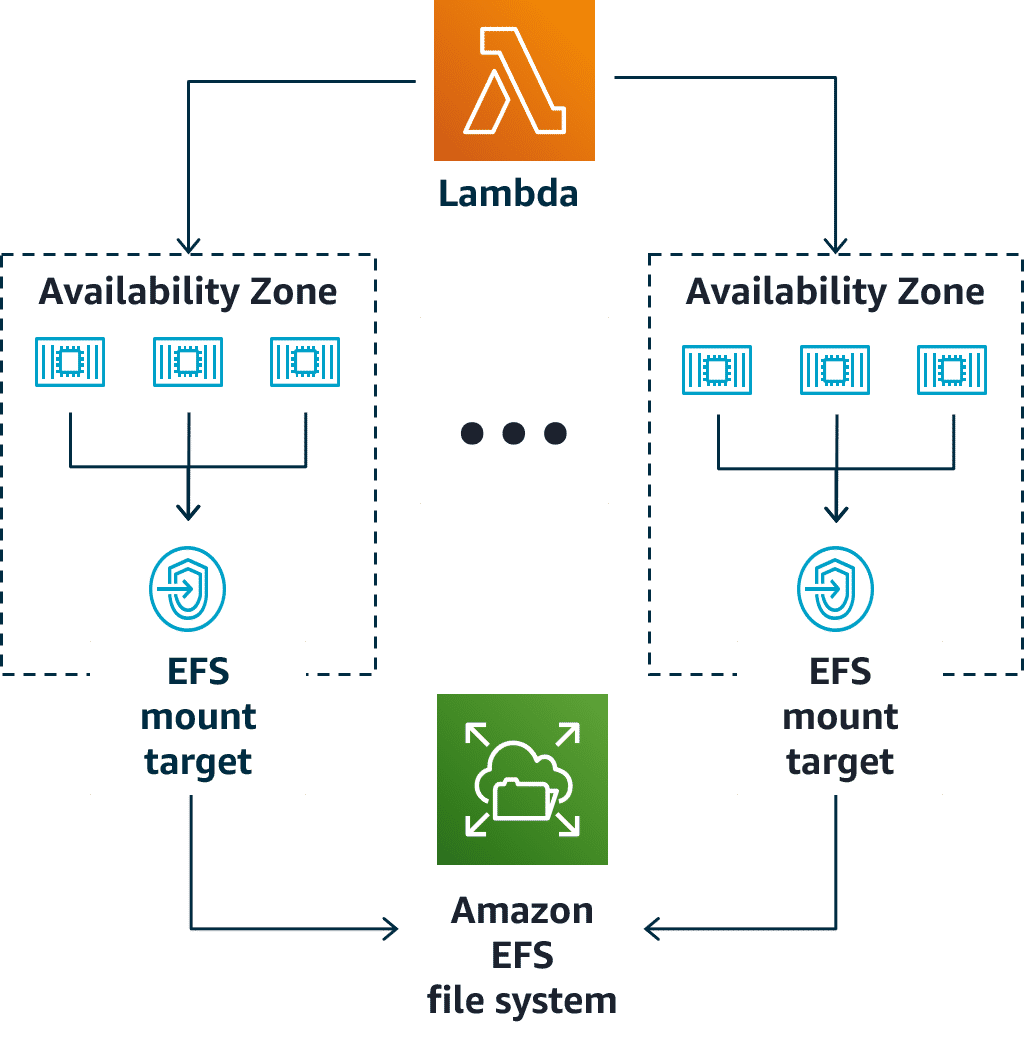 Lambda
Availability Zone
Availability Zone
EFS
mount
target
EFS
mount
target
Amazon
EFS
file system